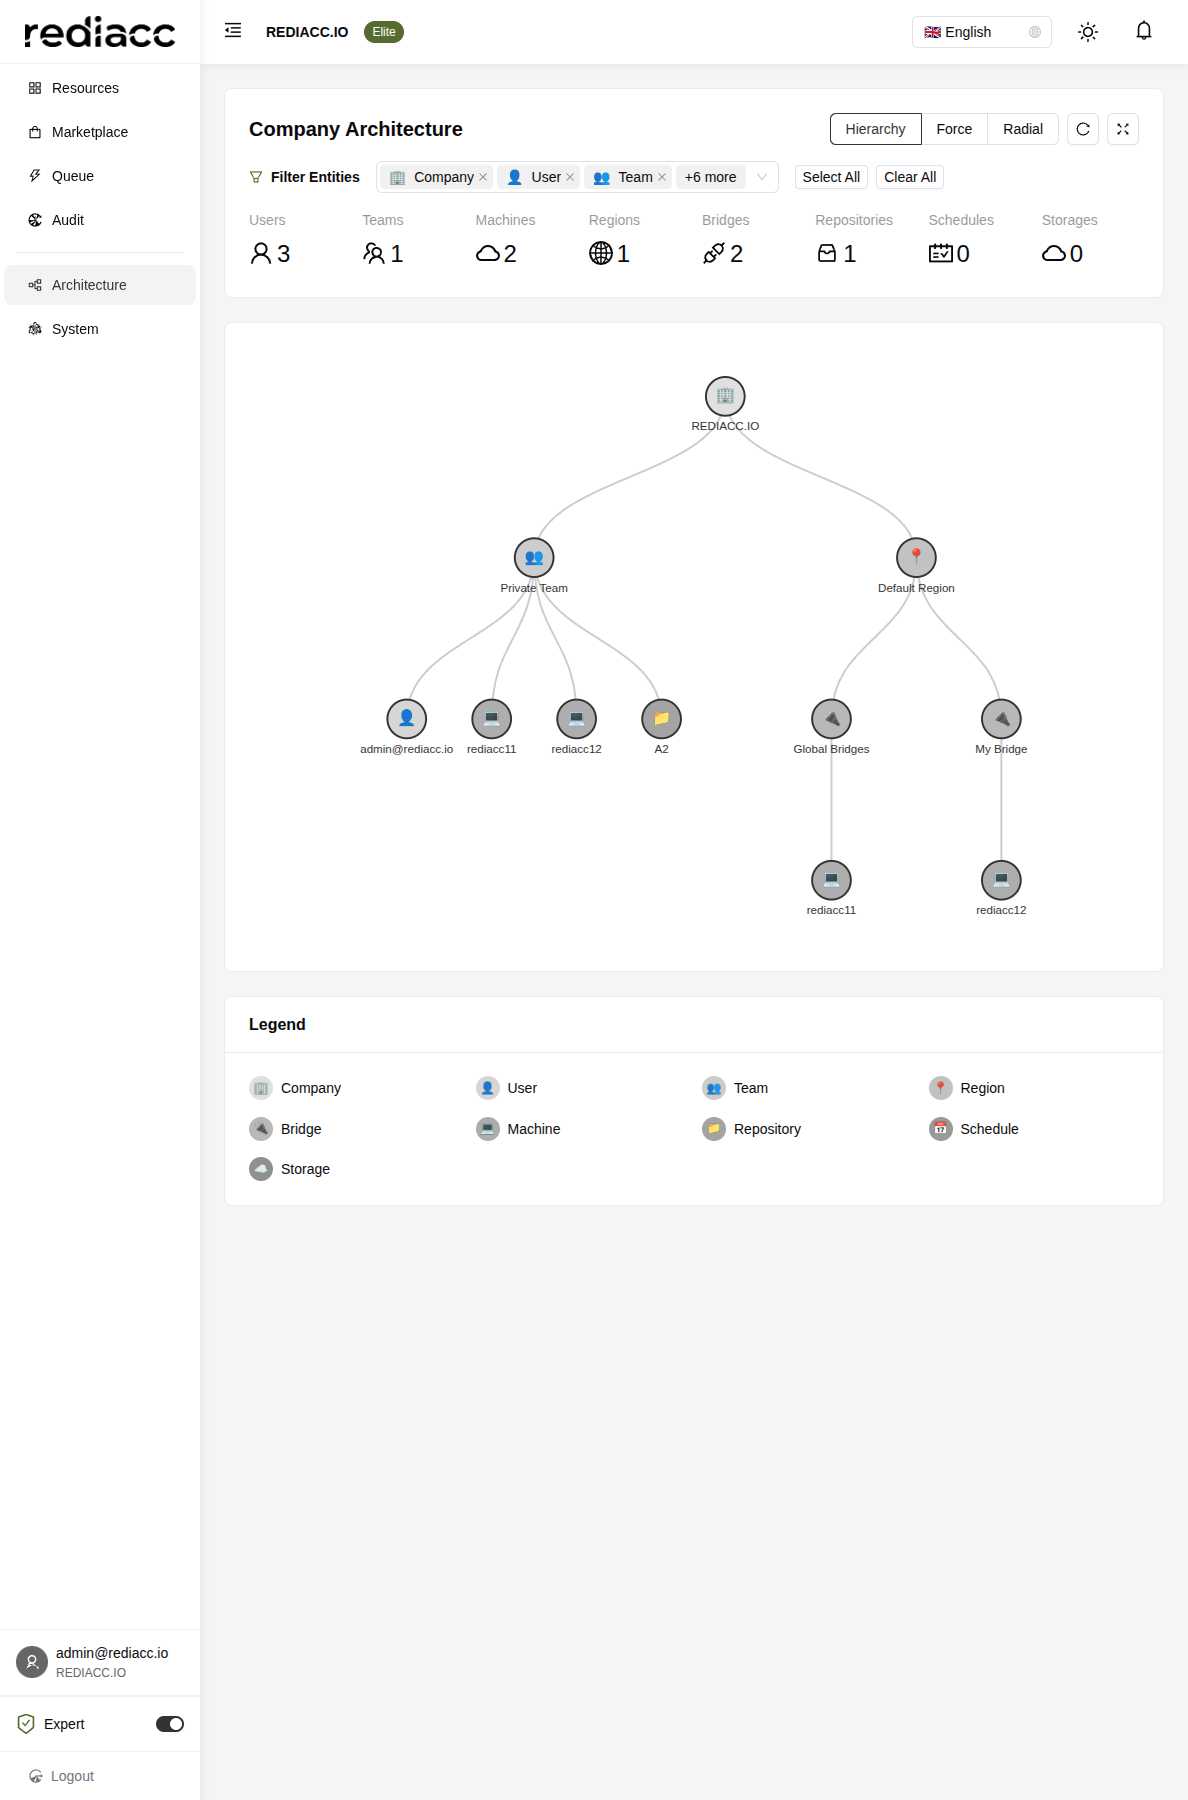 rediacc
REDIACC.IO Elite
English
Resources
Marketplace
Queue
Audit
Architecture
System
Company Architecture
Hierarchy Force Radial
Filter Entities Company User Team +6 more Select All Clear All
Users Teams Machines Regions Bridges Repositories Schedules Storages
3 1 2 1 2 1 0 0
REDIACC.IO
Private Team Default Region
admin@rediacc.io rediacc11 rediacc12 A2 Global Bridges My Bridge
rediacc11 rediacc12
Legend
Company User Team Region
Bridge Machine Repository Schedule
Storage
admin@rediacc.io
REDIACC.IO
Expert
Logout